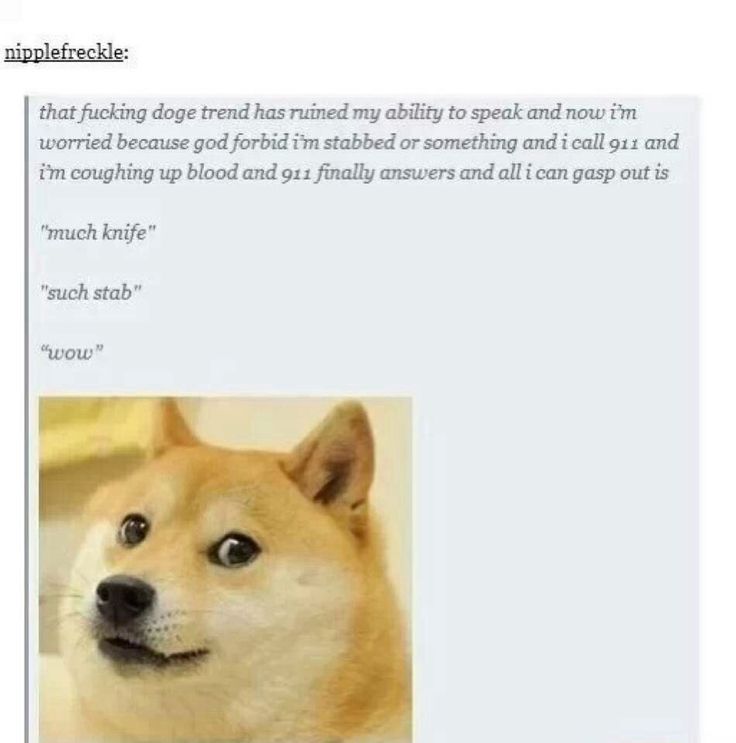 nipplefreckle:
that fucking doge trend has ruined my ability to speak and now i'm
worried because god forbid i'm stabbed or something and i call 911 and
i'm coughing up blood and 911 finally answers and all i can gasp out is
"much knife"
"such stab"
“wow”